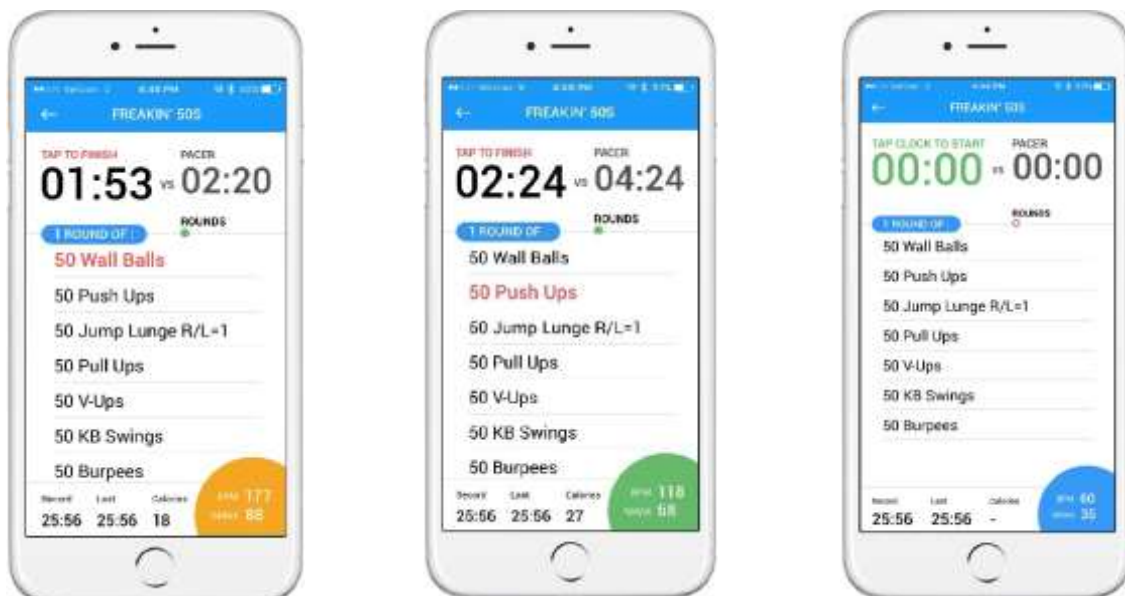 FREAKIN' 50S
TAP TO FINISH PACER
01:53 vs 02:20
1 ROUND OF ROUNDS
50 Wall Balls
50 Push Ups
50 Jump Lunge R/L=1
50 Pull Ups
50 V-Ups
50 KB Swings
50 Burpees
Record Last Calories
25:56 25:56 18
BPM 177
88
FREAKIN' 50S
TAP TO FINISH PACER
02:24 vs 04:24
1 ROUND OF ROUNDS
50 Wall Balls
50 Push Ups
50 Jump Lunge R/L=1
50 Pull Ups
50 V-Ups
50 KB Swings
50 Burpees
Record Last Calories
25:56 25:56 27
BPM 118
68
FREAKIN' 50S
TAP CLOCK TO START PACER
00:00 vs 00:00
1 ROUND OF ROUNDS
50 Wall Balls
50 Push Ups
50 Jump Lunge R/L=1
50 Pull Ups
50 V-Ups
50 KB Swings
50 Burpees
Record Last Calories
25:56 25:56 -
BPM 60
35